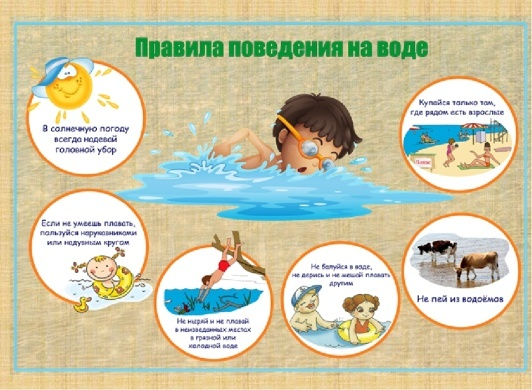 Правила поведения на воде
В солнечную погоду
всегда надевай
головной убор
Купайся только там,
где рядом есть взрослые
Пляж
Если не умеешь плавать,
пользуйся нарукавниками
или надувным кругом
Не ныряй и не плавай
в неизведанных местах
в грязной или
холодной воде
Не балуйся в воде,
не дерись и не мешай плавать
другим
Не пей из водоёмов